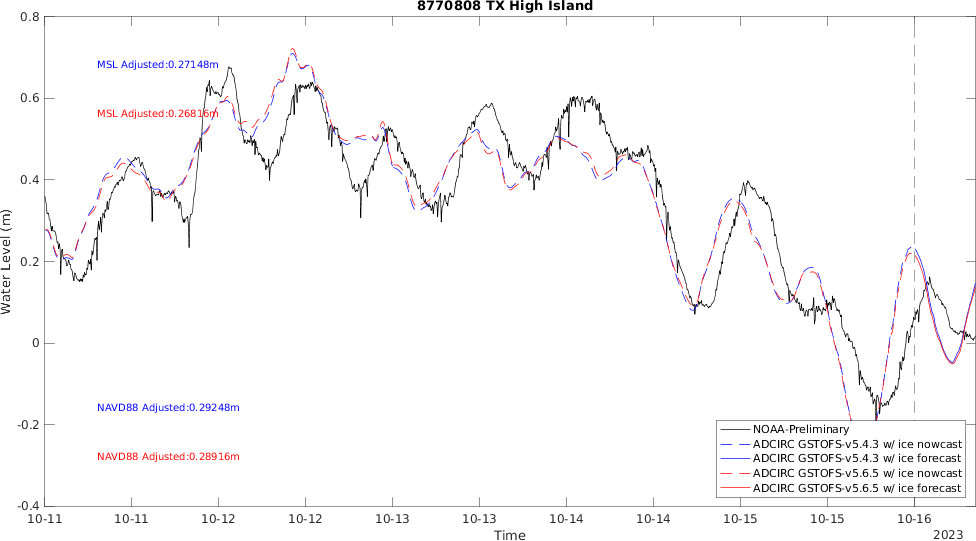 8770808 TX High Island
0.8
MSL Adjusted:0.27148m
0.6
MSL Adjusted:0.26816m
0.4
Water Level (m)
0.2
0
NAVD88 Adjusted:0.29248m
-0.2
NAVD88 Adjusted:0.28916m
NOAA-Preliminary
ADCIRC GSTOFS-v5.4.3 w/ ice nowcast
ADCIRC GSTOFS-v5.4.3 w/ ice forecast
ADCIRC GSTOFS-v5.6.5 w/ ice nowcast
ADCIRC GSTOFS-v5.6.5 w/ ice forecast
-0.4
10-11 10-11 10-12 10-12 10-13 10-13 10-14 10-14 10-15 10-15 10-16
Time
2023